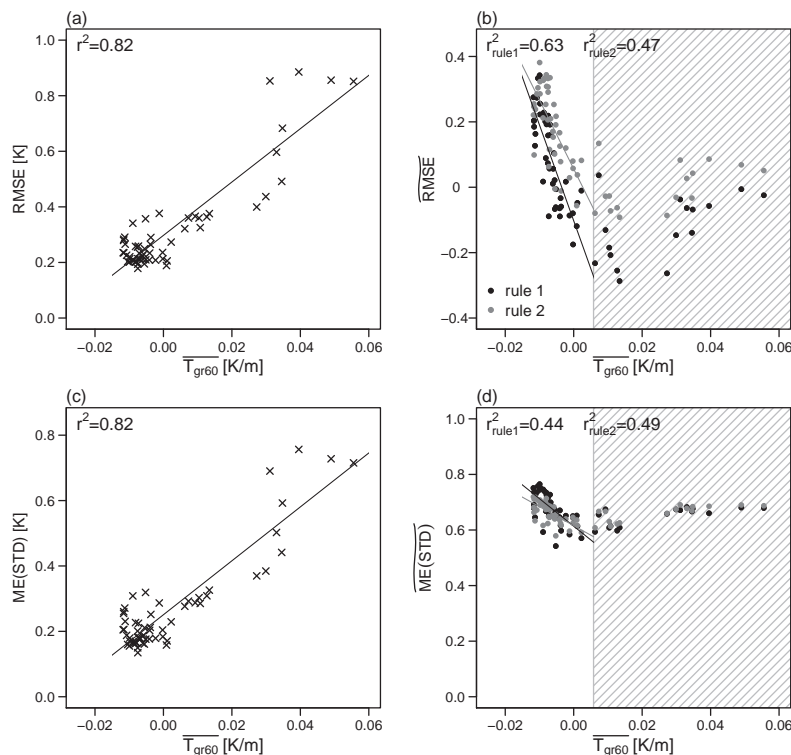 (a)
r²=0.82
RMSE [K]
1.0
0.8
0.6
0.4
0.2
0.0
−0.02 0.00 0.02 0.04 0.06
T̅gr60 [K/m]
(b)
r²rule1=0.63 r²rule2=0.47
RMSE
0.4
0.2
0
−0.2
−0.4
rule 1
rule 2
−0.02 0.00 0.02 0.04 0.06
T̅gr60 [K/m]
(c)
r²=0.82
ME(STD) [K]
0.8
0.6
0.4
0.2
0.0
−0.02 0.00 0.02 0.04 0.06
T̅gr60 [K/m]
(d)
r²rule1=0.44 r²rule2=0.49
ME(STD)
1.0
0.8
0.6
0.4
0.2
0.0
−0.02 0.00 0.02 0.04 0.06
T̅gr60 [K/m]